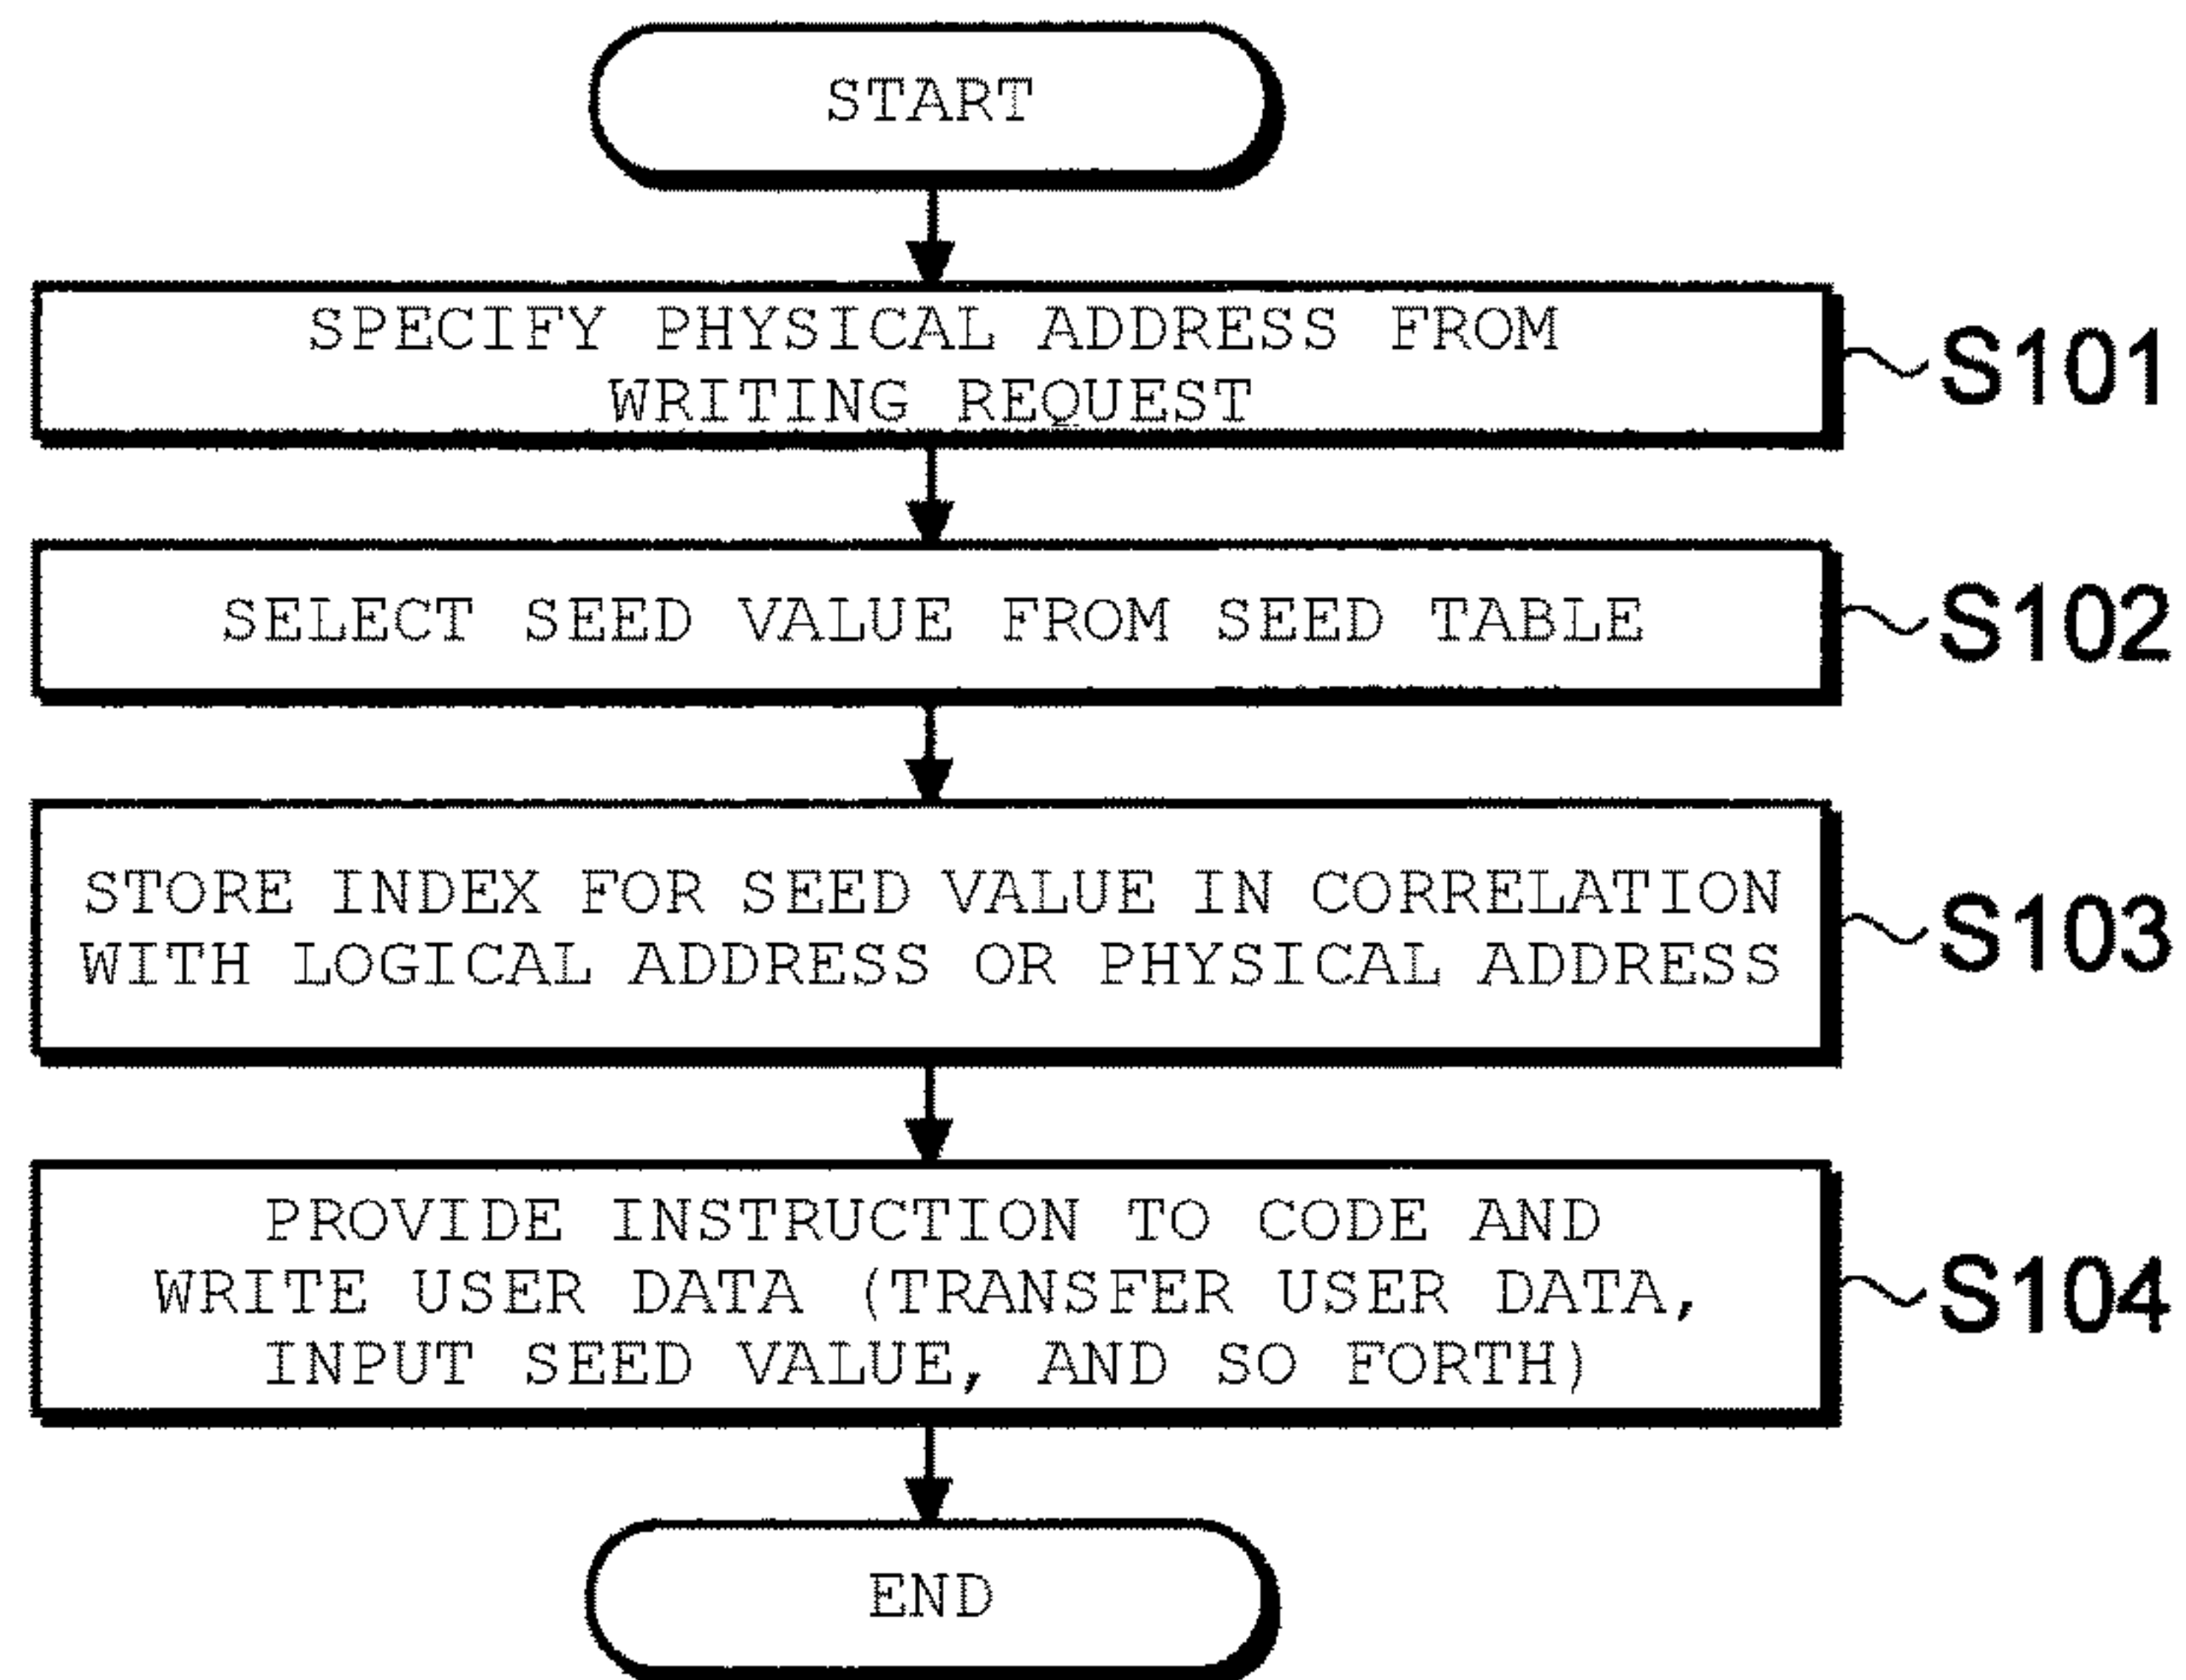 START
SPECIFY PHYSICAL ADDRESS FROM
WRITING REQUEST
S101
SELECT SEED VALUE FROM SEED TABLE
S102
STORE INDEX FOR SEED VALUE IN CORRELATION
WITH LOGICAL ADDRESS OR PHYSICAL ADDRESS
S103
PROVIDE INSTRUCTION TO CODE AND
WRITE USER DATA (TRANSFER USER DATA,
INPUT SEED VALUE, AND SO FORTH)
S104
END